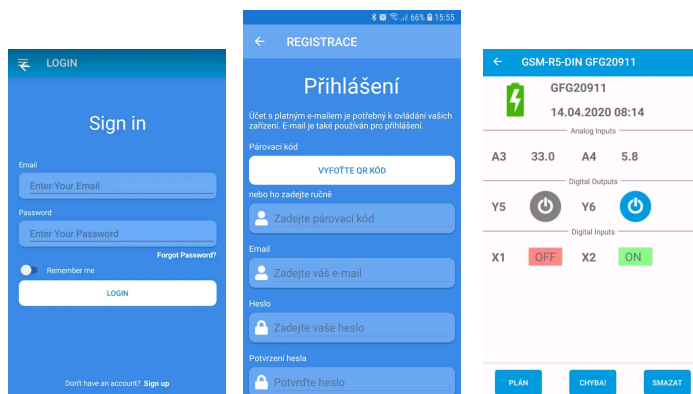 LOGIN
Sign in
Email
Enter Your Email
Password
Enter Your Password
Forgot Password?
Remember me
LOGIN
Don't have an account? Sign up
66% 15:55
REGISTRACE
Přihlášení
Účet s platným e-mailem je potřebný k ovládání vašich
zařízení. E-mail je také používán pro přihlášení.
Párovací kód
VYFOŤTE QR KÓD
nebo ho zadejte ručně
Zadejte párovací kód
Email
Zadejte váš e-mail
Heslo
Zadejte vaše heslo
Potvrzení hesla
Potvrďte heslo
GSM-R5-DIN GFG20911
GFG20911
14.04.2020 08:14
Analog Inputs
A3 33.0 A4 5.8
Digital Outputs
Y5 Y6
Digital Inputs
X1 OFF X2 ON
PLÁN CHYBA! SMAZAT